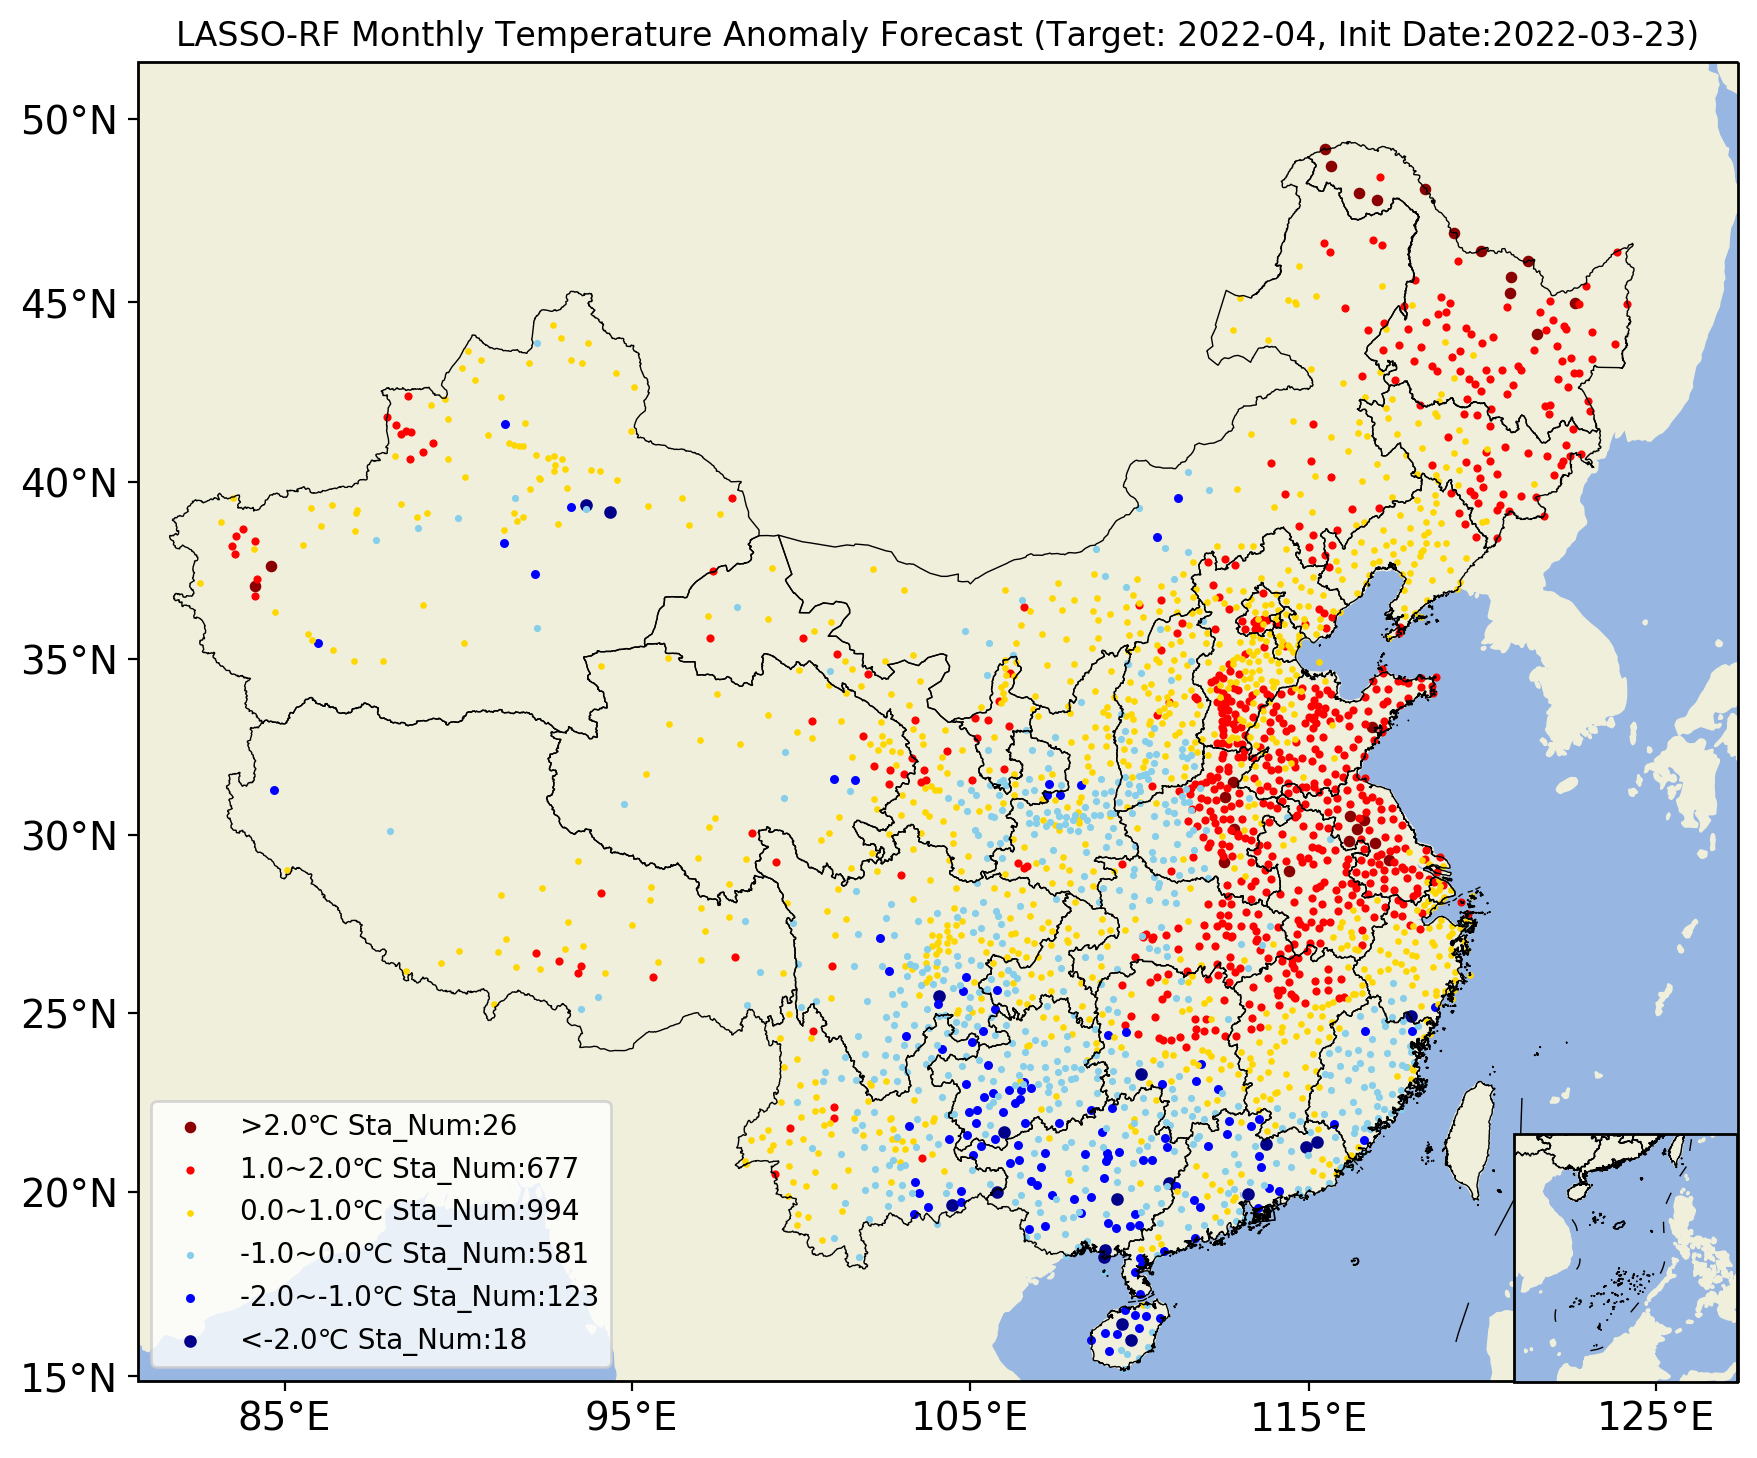 LASSO-RF Monthly Temperature Anomaly Forecast (Target: 2022-04, Init Date:2022-03-23)
50°N
45°N
40°N
35°N
30°N
25°N
20°N
15°N
>2.0℃ Sta_Num:26
1.0~2.0℃ Sta_Num:677
0.0~1.0℃ Sta_Num:994
-1.0~0.0℃ Sta_Num:581
-2.0~-1.0℃ Sta_Num:123
<-2.0℃ Sta_Num:18
85°E
95°E
105°E
115°E
125°E